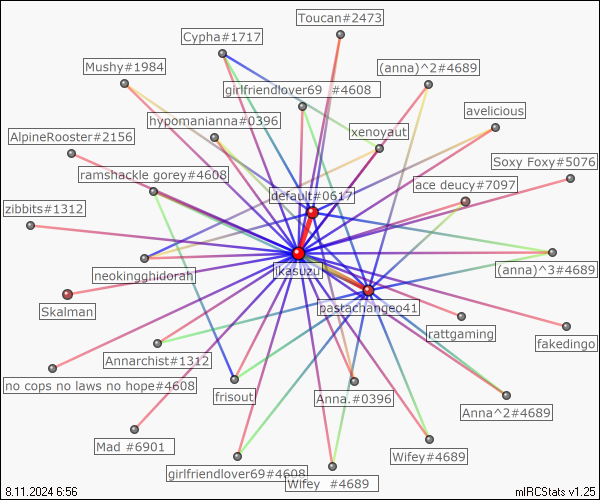 Toucan#2473
Cypha#1717
Mushy#1984
(anna)^2#4689
girlfriendlover69 #4608
avelicious
hypomanianna#0396
xenoyaut
AlpineRooster#2156
Soxy Foxy#5076
ramshackle gorey#4608
ace deucy#7097
default#0617
zibbits#1312
neokingghidorah
ikasuzu
(anna)^3#4689
Skalman
pastachangeo41
rattgaming
fakedingo
Annarchist#1312
no cops no laws no hope#4608
frisout
Anna.#0396
Anna^2#4689
Mad #6901
Wifey#4689
girlfriendlover69#4608
Wifey #4689
8.11.2024 6:56
mIRCStats v1.25